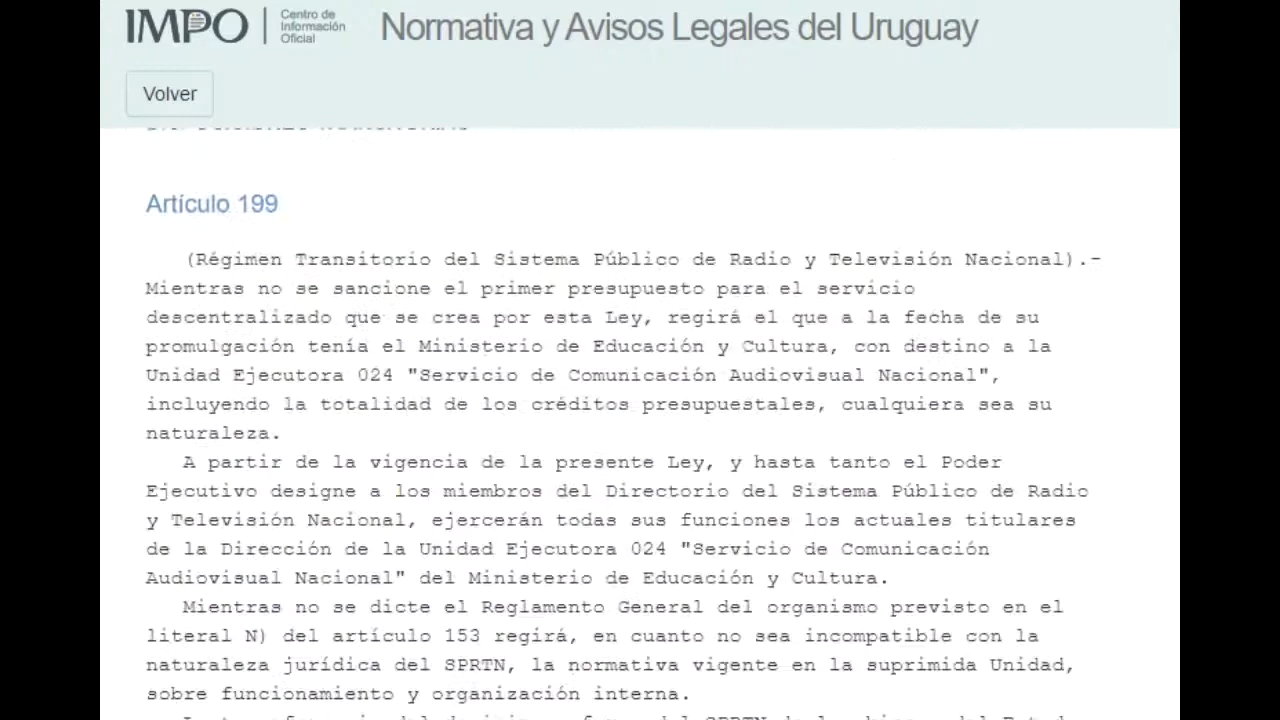 IMPO
Centro de
Información
Oficial
Normativa y Avisos Legales del Uruguay
Volver
Artículo 199
(Régimen Transitorio del Sistema Público de Radio y Televisión Nacional).-
Mientras no se sancione el primer presupuesto para el servicio
descentralizado que se crea por esta Ley, regirá el que a la fecha de su
promulgación tenía el Ministerio de Educación y Cultura, con destino a la
Unidad Ejecutora 024 "Servicio de Comunicación Audiovisual Nacional",
incluyendo la totalidad de los créditos presupuestales, cualquiera sea su
naturaleza.
A partir de la vigencia de la presente Ley, y hasta tanto el Poder
Ejecutivo designe a los miembros del Directorio del Sistema Público de Radio
y Televisión Nacional, ejercerán todas sus funciones los actuales titulares
de la Dirección de la Unidad Ejecutora 024 "Servicio de Comunicación
Audiovisual Nacional" del Ministerio de Educación y Cultura.
Mientras no se dicte el Reglamento General del organismo previsto en el
literal N) del artículo 153 regirá, en cuanto no sea incompatible con la
naturaleza jurídica del SPRTN, la normativa vigente en la suprimida Unidad,
sobre funcionamiento y organización interna.